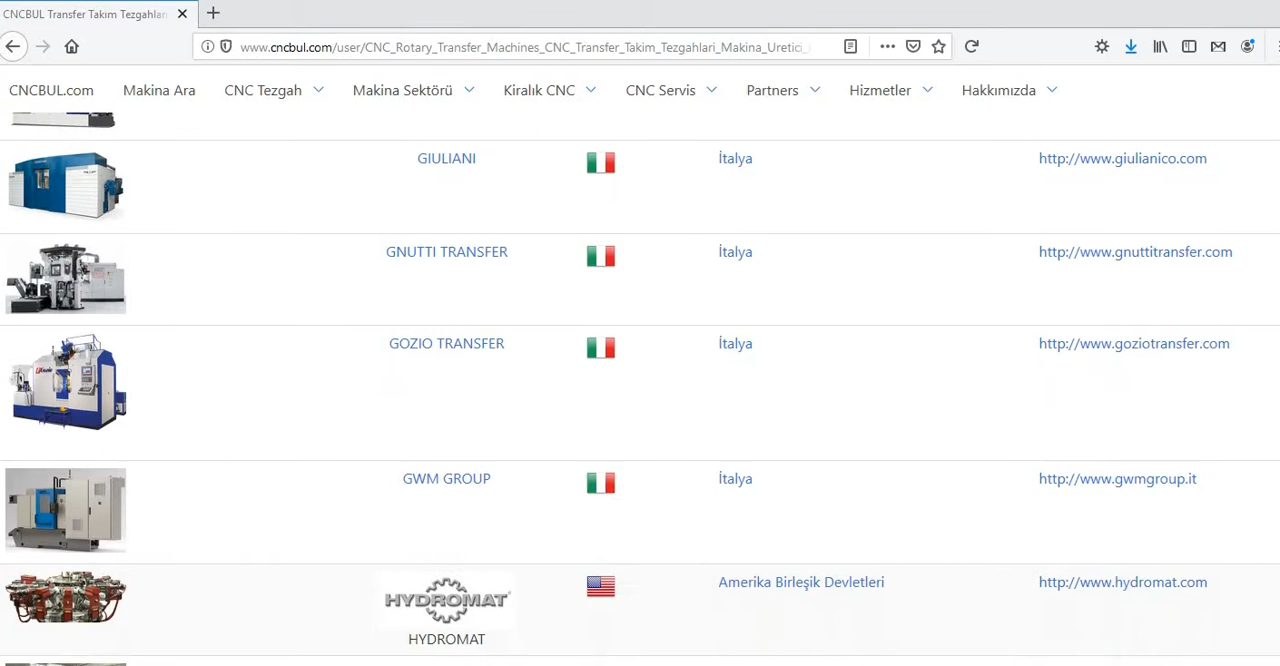 CNCBUL Transfer Takım Tezgahları
www.cncbul.com/user/CNC_Rotary_Transfer_Machines_CNC_Transfer_Takim_Tezgahlari_Makina_Uretici_
CNCBUL.com Makina Ara CNC Tezgah Makina Sektörü Kiralık CNC CNC Servis Partners Hizmetler Hakkımızda
GIULIANI İtalya http://www.giulianico.com
GNUTTI TRANSFER İtalya http://www.gnuttitransfer.com
GOZIO TRANSFER İtalya http://www.goziotransfer.com
GWM GROUP İtalya http://www.gwmgroup.it
HYDROMAT Amerika Birleşik Devletleri http://www.hydromat.com
HYDROMAT